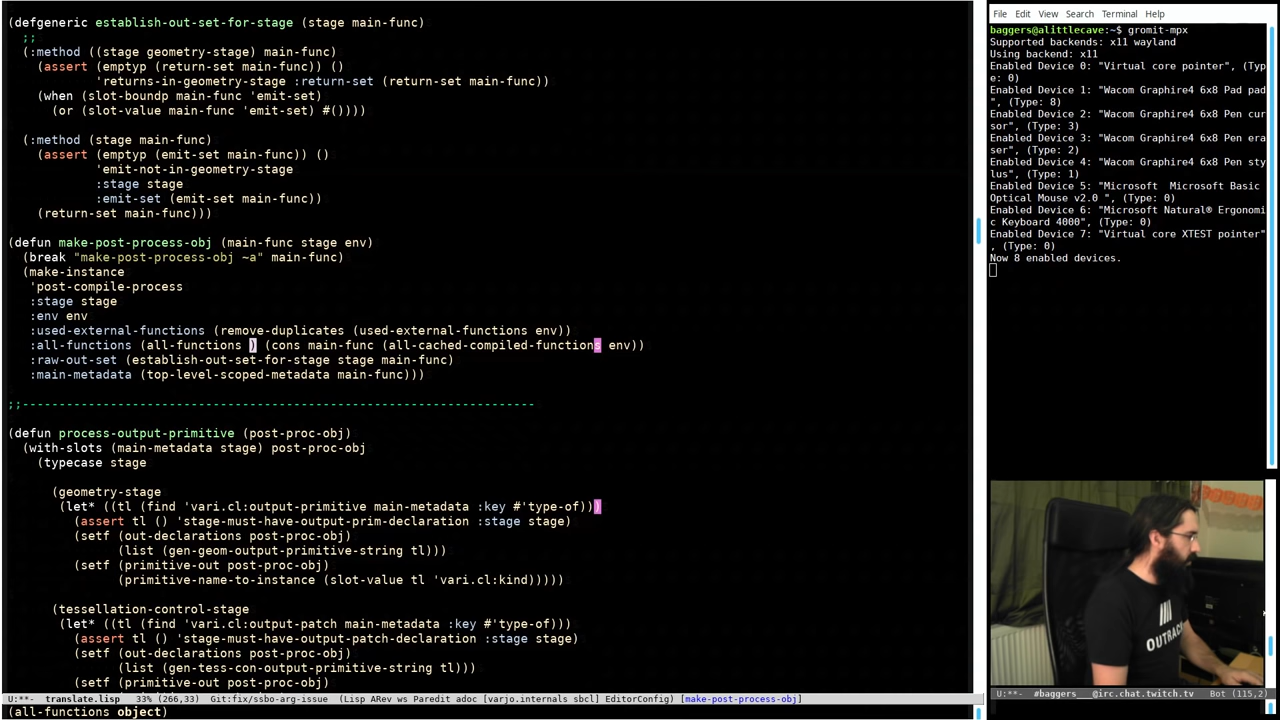 (defgeneric establish-out-set-for-stage (stage main-func)
;;
(:method ((stage geometry-stage) main-func)
(assert (emptyp (return-set main-func)) ()
'returns-in-geometry-stage :return-set (return-set main-func))
(when (slot-boundp main-func 'emit-set)
(or (slot-value main-func 'emit-set) #())))
(:method (stage main-func)
(assert (emptyp (emit-set main-func)) ()
'emit-not-in-geometry-stage
:stage stage
:emit-set (emit-set main-func))
(return-set main-func)))
(defun make-post-process-obj (main-func stage env)
(break "make-post-process-obj ~a" main-func)
(make-instance
'post-compile-process
:stage stage
:env env
:used-external-functions (remove-duplicates (used-external-functions env))
:all-functions (all-functions ) (cons main-func (all-cached-compiled-functions env))
:raw-out-set (establish-out-set-for-stage stage main-func)
:main-metadata (top-level-scoped-metadata main-func)))
;;----------------------------------------------------------------------
(defun process-output-primitive (post-proc-obj)
(with-slots (main-metadata stage) post-proc-obj
(typecase stage
(geometry-stage
(let* ((tl (find 'vari.cl:output-primitive main-metadata :key #'type-of)))
(assert tl () 'stage-must-have-output-prim-declaration :stage stage)
(setf (out-declarations post-proc-obj)
(list (gen-geom-output-primitive-string tl)))
(setf (primitive-out post-proc-obj)
(primitive-name-to-instance (slot-value tl 'vari.cl:kind)))))
(tessellation-control-stage
(let* ((tl (find 'vari.cl:output-patch main-metadata :key #'type-of)))
(assert tl () 'stage-must-have-output-patch-declaration :stage stage)
(setf (out-declarations post-proc-obj)
(list (gen-tess-con-output-primitive-string tl)))
(setf (primitive-out post-proc-obj)
U:**-  translate.lisp   33% (266,33)  Git:fix/ssbo-arg-issue  (Lisp ARev ws Paredit adoc [varjo.internals sbcl] EditorConfig) [make-post-process-obj]
(all-functions object)
File Edit View Search Terminal Help
baggers@alittlecave:~$ gromit-mpx
Supported backends: x11 wayland
Using backend: x11
Enabled Device 0: "Virtual core pointer", (Typ
e: 0)
Enabled Device 1: "Wacom Graphire4 6x8 Pad pad
", (Type: 8)
Enabled Device 2: "Wacom Graphire4 6x8 Pen cur
sor", (Type: 3)
Enabled Device 3: "Wacom Graphire4 6x8 Pen era
ser", (Type: 2)
Enabled Device 4: "Wacom Graphire4 6x8 Pen sty
lus", (Type: 1)
Enabled Device 5: "Microsoft  Microsoft Basic
Optical Mouse v2.0 ", (Type: 0)
Enabled Device 6: "Microsoft Natural® Ergonomi
c Keyboard 4000", (Type: 0)
Enabled Device 7: "Virtual core XTEST pointer"
, (Type: 0)
Now 8 enabled devices.
U:**-  #baggers___@irc.chat.twitch.tv   Bot (115,2)